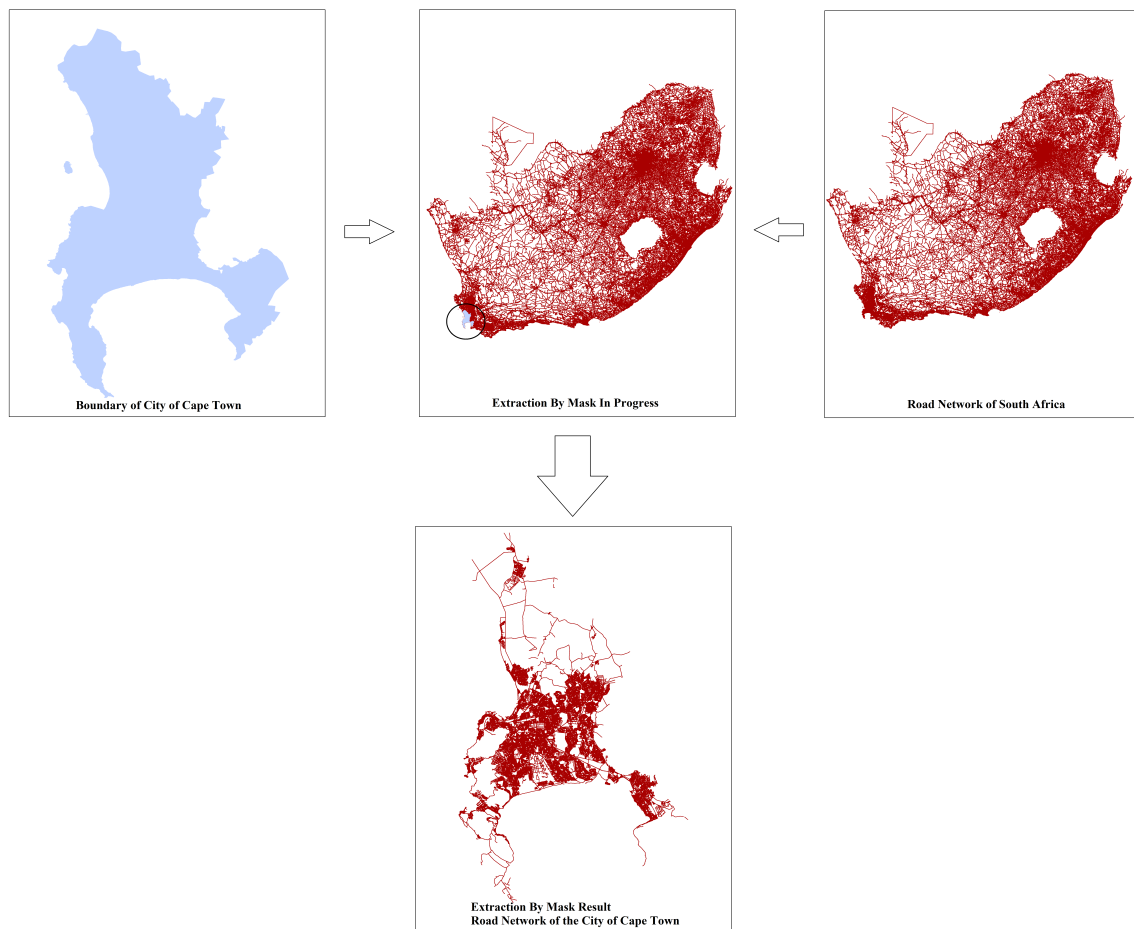 Boundary of City of Cape Town
Extraction By Mask In Progress
Road Network of South Africa
Extraction By Mask Result
Road Network of the City of Cape Town